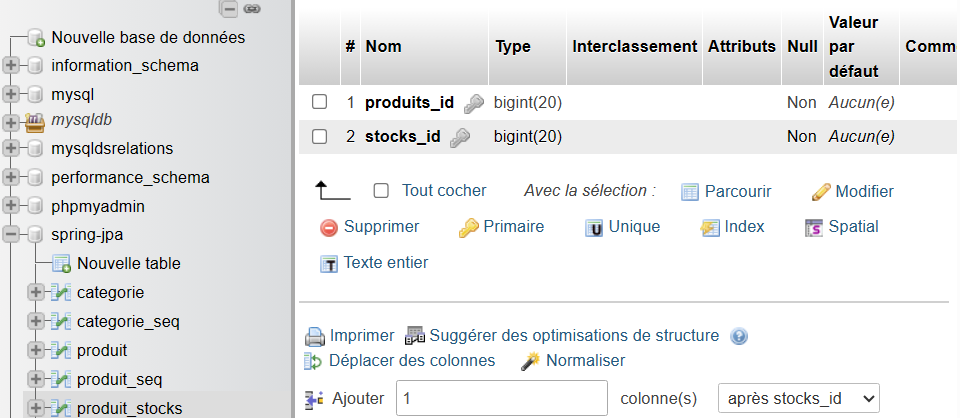 Nouvelle base de données
information_schema
mysql
mysqldb
mysqldsrelations
performance_schema
phpmyadmin
spring-jpa
Nouvelle table
categorie
categorie_seq
produit
produit_seq
produit_stocks
# Nom Type Interclassement Attributs Null Valeur par défaut Comme
1 produits_id bigint(20) Non Aucun(e)
2 stocks_id bigint(20) Non Aucun(e)
Tout cocher Avec la sélection : Parcourir Modifier
Supprimer Primaire Unique Index Spatial
Texte entier
Imprimer Suggérer des optimisations de structure
Déplacer des colonnes Normaliser
Ajouter 1 colonne(s) après stocks_id